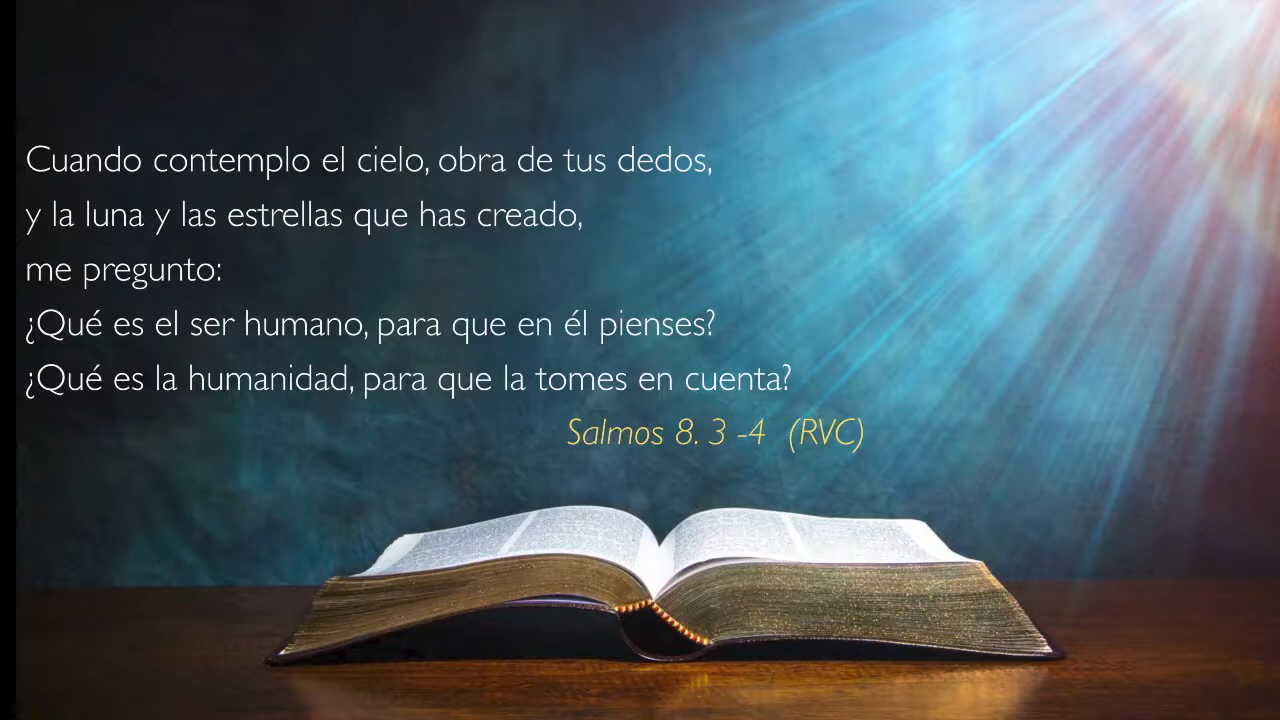 Cuando contemplo el cielo, obra de tus dedos,
y la luna y las estrellas que has creado,
me pregunto:
¿Qué es el ser humano, para que en él pienses?
¿Qué es la humanidad, para que la tomes en cuenta?
Salmos 8. 3 -4  (RVC)